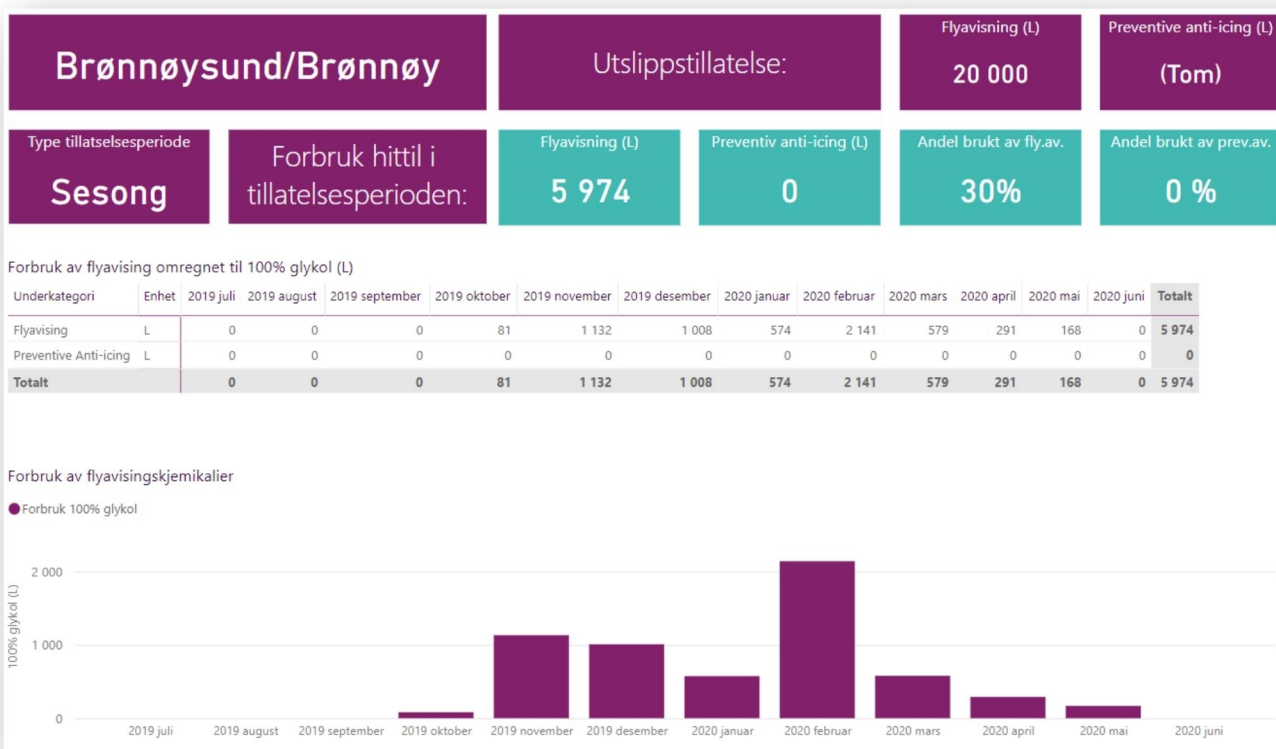 Brønnøysund/Brønnøy
Utslippstillatelse:
Flyavisning (L)
20 000
Preventive anti-icing (L)
(Tom)
Type tillatselsesperiode
Sesong
Forbruk hittil i
tillatelsesperioden:
Flyavisning (L)
5 974
Preventiv anti-icing (L)
0
Andel brukt av fly.av.
30%
Andel brukt av prev.av.
0 %
Forbruk av flyavising omregnet til 100% glykol (L)
Underkategori Enhet 2019 juli 2019 august 2019 september 2019 oktober 2019 november 2019 desember 2020 januar 2020 februar 2020 mars 2020 april 2020 mai 2020 juni Totalt
Flyavising L 0 0 0 81 1 132 1 008 574 2 141 579 291 168 0 5 974
Preventive Anti-icing L 0 0 0 0 0 0 0 0 0 0 0 0 0
Totalt 0 0 0 81 1 132 1 008 574 2 141 579 291 168 0 5 974
Forbruk av flyavisingskjemikalier
Forbruk 100% glykol
100% glykol (L)
2 000
1 000
0
2019 juli 2019 august 2019 september 2019 oktober 2019 november 2019 desember 2020 januar 2020 februar 2020 mars 2020 april 2020 mai 2020 juni